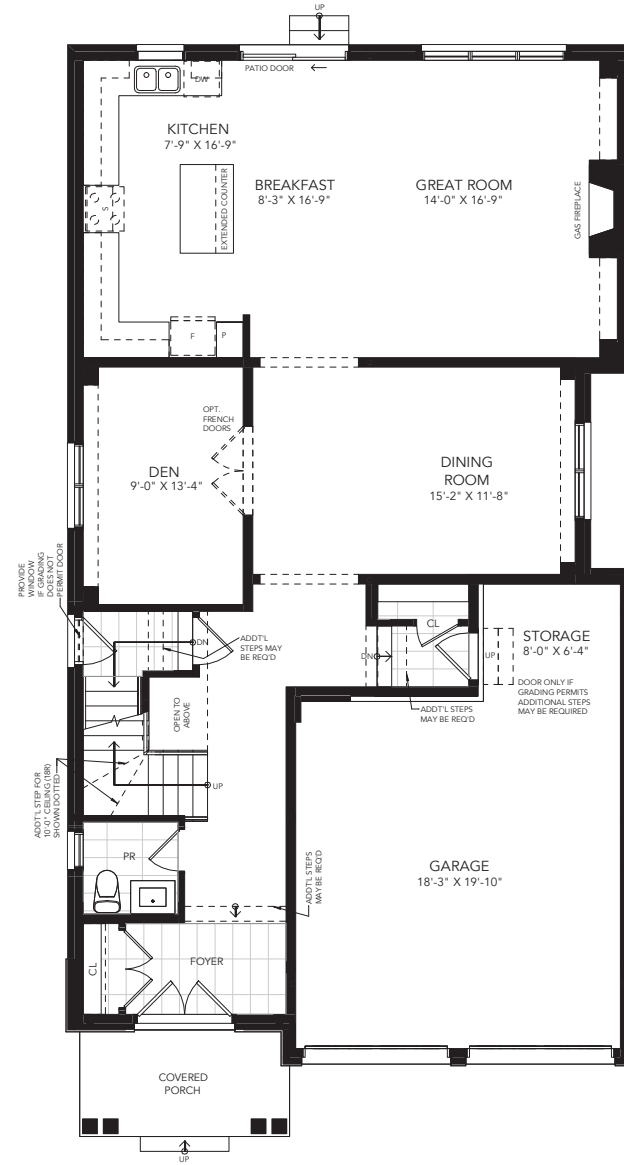 UP
PATIO DOOR
DW
KITCHEN
7'-9" X 16'-9"
BREAKFAST
8'-3" X 16'-9"
GREAT ROOM
14'-0" X 16'-9"
EXTENDED COUNTER
GAS FIREPLACE
S
F
P
OPT.
FRENCH
DOORS
DEN
9'-0" X 13'-4"
DINING
ROOM
15'-2" X 11'-8"
PROVIDE
WINDOW
IF GRADING
DOES NOT
PERMIT DOOR
DN
ADDT'L
STEPS MAY
BE REQ'D
CL
DN
UP
STORAGE
8'-0" X 6'-4"
DOOR ONLY IF
GRADING PERMITS
ADDITIONAL STEPS
MAY BE REQUIRED
ADDT'L STEPS
MAY BE REQ'D
OPEN TO
ABOVE
UP
ADDT'L STEP FOR
10'-0" CEILING (18R)
SHOWN DOTTED
PR
ADDT'L STEPS
MAY BE REQ'D
GARAGE
18'-3" X 19'-10"
CL
FOYER
COVERED
PORCH
UP